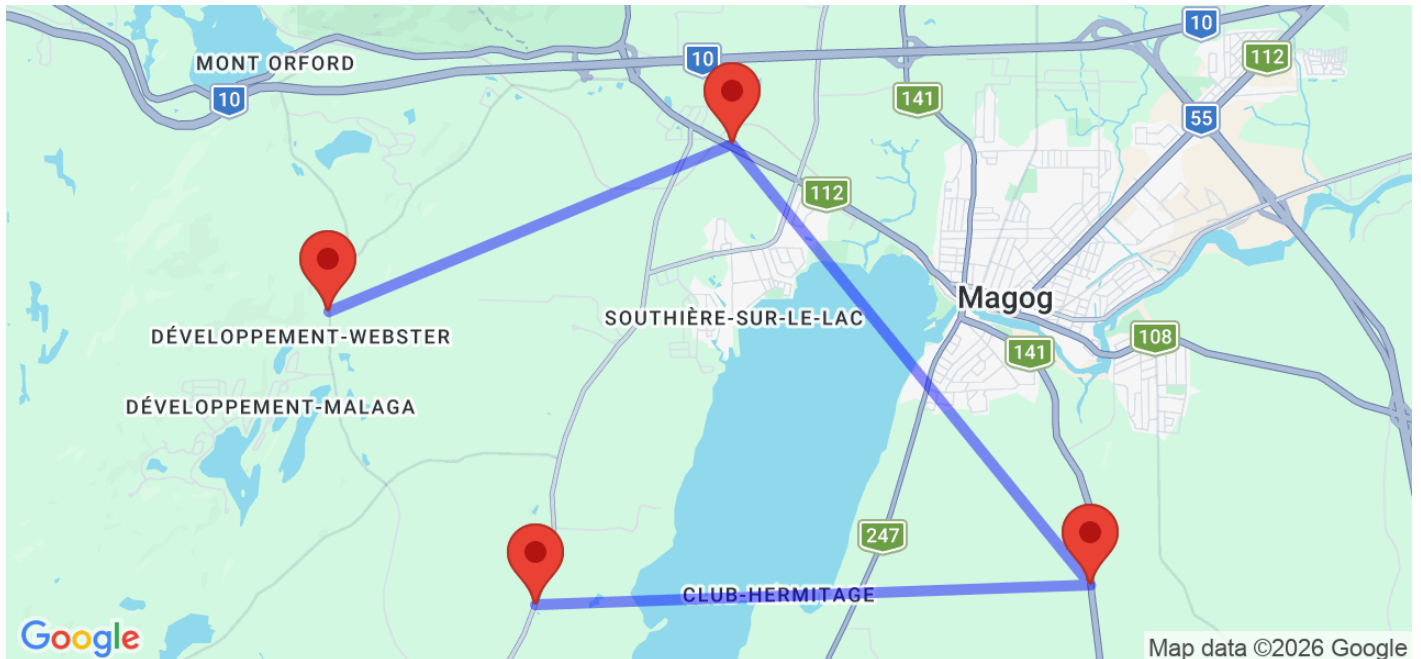 10
112
MONT ORFORD
10
10
141
55
112
Magog
SOUTHIÈRE-SUR-LE-LAC
DÉVELOPPEMENT-WEBSTER
108
141
DÉVELOPPEMENT-MALAGA
247
CLUB-HERMITAGE
Google
Map data ©2026 Google